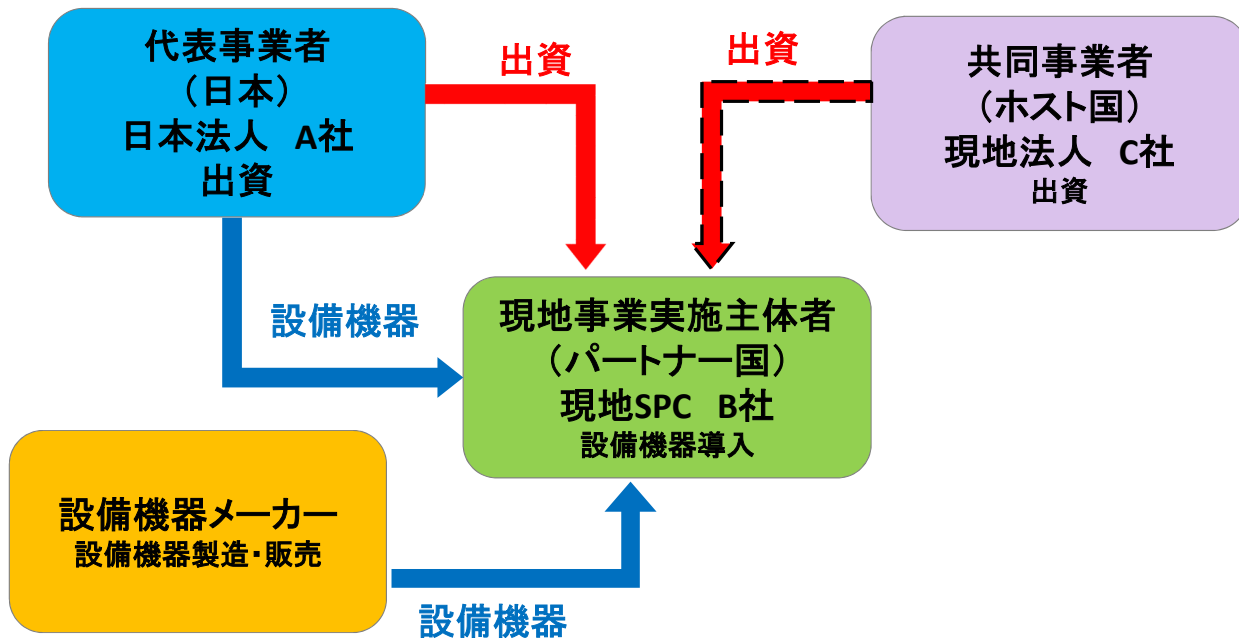 代表事業者
（日本）
日本法人　A社
出資
出資
出資
共同事業者
（ホスト国）
現地法人　C社
出資
設備機器
現地事業実施主体者
（パートナー国）
現地SPC　B社
設備機器導入
設備機器メーカー
設備機器製造・販売
設備機器